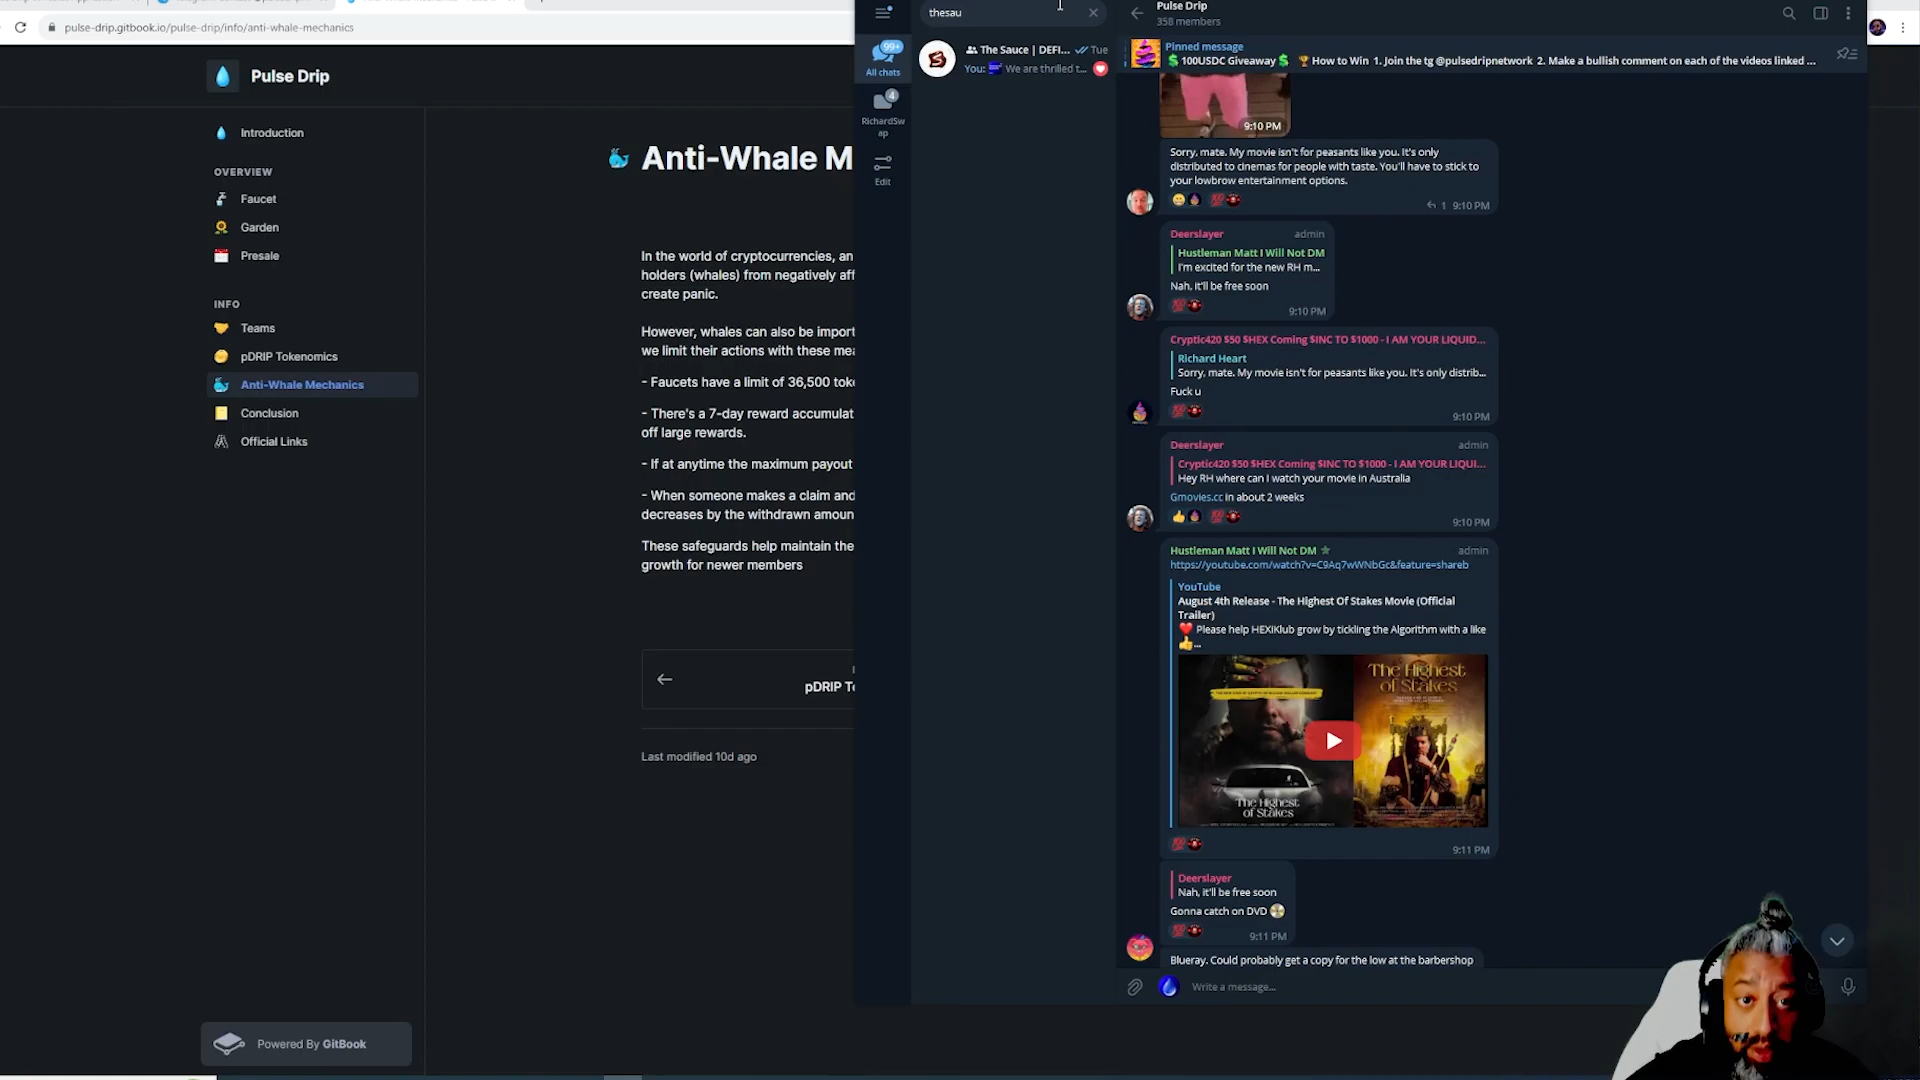 pulse-drip.gitbook.io/pulse-drip/info/anti-whale-mechanics
Pulse Drip
Introduction
OVERVIEW
Faucet
Garden
Presale
INFO
Teams
pDRIP Tokenomics
Anti-Whale Mechanics
Conclusion
Official Links
Powered By GitBook
Anti-Whale M
In the world of cryptocurrencies, an
holders (whales) from negatively aff
create panic.
However, whales can also be import
we limit their actions with these mea
- Faucets have a limit of 36,500 toke
- There's a 7-day reward accumulat
off large rewards.
- If at anytime the maximum payout
- When someone makes a claim and
decreases by the withdrawn amoun
These safeguards help maintain the
growth for newer members
pDRIP To
Last modified 10d ago
thesau
99+
All chats
4
RichardSw
ap
Edit
The Sauce | DEFI... Tue
You: We are thrilled t...
Pulse Drip
358 members
Pinned message
💲100USDC Giveaway💲 🏆How to Win 1. Join the tg @pulsedripnetwork 2. Make a bullish comment on each of the videos linked ...
9:10 PM
Sorry, mate. My movie isn't for peasants like you. It's only
distributed to cinemas for people with taste. You'll have to stick to
your lowbrow entertainment options.
1 9:10 PM
Deerslayer admin
Hustleman Matt I Will Not DM
I'm excited for the new RH m...
Nah, it'll be free soon
9:10 PM
Cryptic420 $50 $HEX Coming $INC TO $1000 - I AM YOUR LIQUID...
Richard Heart
Sorry, mate. My movie isn't for peasants like you. It's only distrib...
Fuck u
9:10 PM
Deerslayer admin
Cryptic420 $50 $HEX Coming $INC TO $1000 - I AM YOUR LIQUI...
Hey RH where can I watch your movie in Australia
Gmovies.cc in about 2 weeks
9:10 PM
Hustleman Matt I Will Not DM admin
https://youtube.com/watch?v=C9Aq7wWNbGc&feature=shareb
YouTube
August 4th Release - The Highest Of Stakes Movie (Official
Trailer)
❤️ Please help HEXiKlub grow by tickling the Algorithm with a like
👍...
The Highest
of Stakes
The Highest
of Stakes
9:11 PM
Deerslayer
Nah, it'll be free soon
Gonna catch on DVD 📀
9:11 PM
Blueray. Could probably get a copy for the low at the barbershop
Write a message...